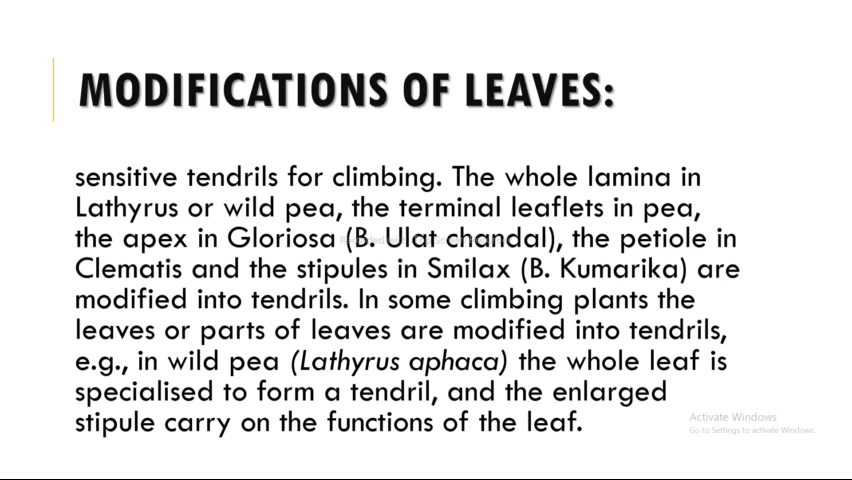 MODIFICATIONS OF LEAVES:
sensitive tendrils for climbing. The whole lamina in
Lathyrus or wild pea, the terminal leaflets in pea,
the apex in Gloriosa (B. Ulat chandal), the petiole in
Clematis and the stipules in Smilax (B. Kumarika) are
modified into tendrils. In some climbing plants the
leaves or parts of leaves are modified into tendrils,
e.g., in wild pea (Lathyrus aphaca) the whole leaf is
specialised to form a tendril, and the enlarged
stipule carry on the functions of the leaf.
Activate Windows
Go to Settings to activate Windows.